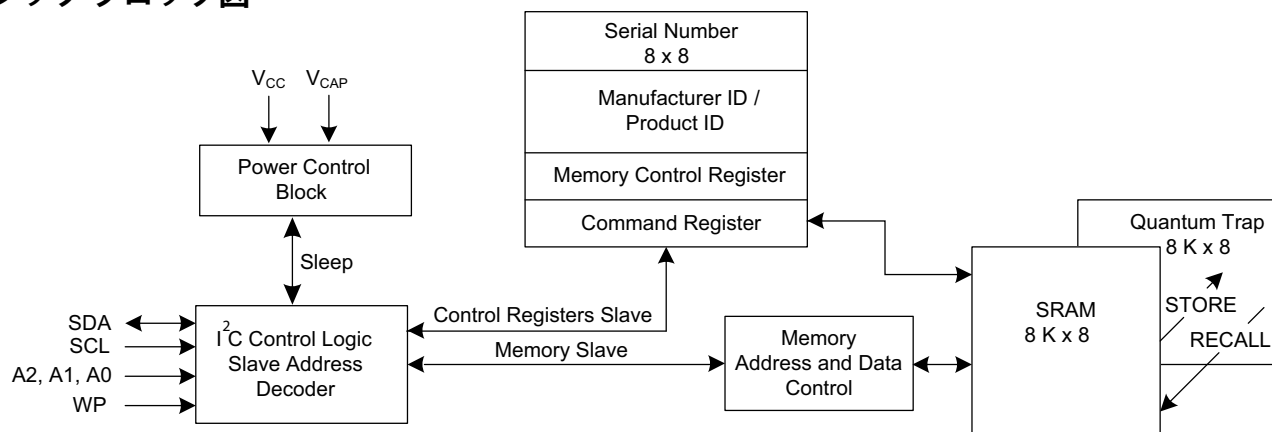 ブロック図
Serial Number
8 x 8
Manufacturer ID /
Product ID
Memory Control Register
Command Register
VCC VCAP
Power Control
Block
Sleep
Quantum Trap
8 K x 8
SRAM
8 K x 8
STORE
RECALL
SDA
SCL
A2, A1, A0
WP
I2C Control Logic
Slave Address
Decoder
Control Registers Slave
Memory Slave
Memory
Address and Data
Control